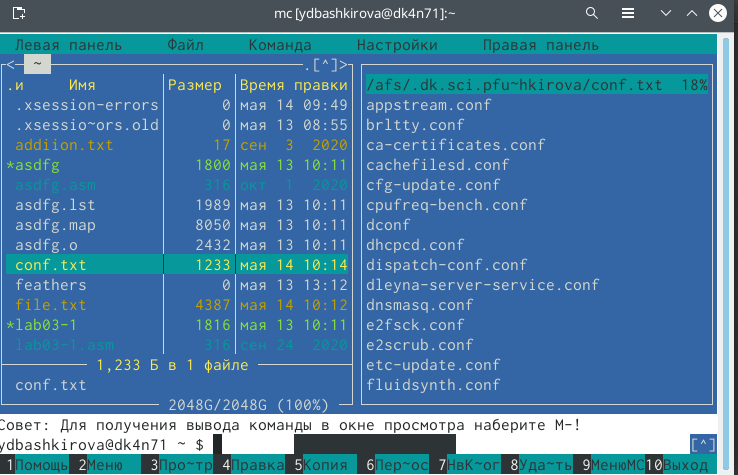 mc [ydbashkirova@dk4n71]:~
Левая панель Файл Команда Настройки Правая панель
<─ ~ .[^]>
.и Имя Размер Время правки
.xsession-errors 0 мая 14 09:49
.xsessio~ors.old 0 мая 13 08:55
addiion.txt 17 сен 3 2020
*asdfg 1800 мая 13 10:11
asdfg.asm 316 окт 1 2020
asdfg.lst 1989 мая 13 10:11
asdfg.map 8050 мая 13 10:11
asdfg.o 2432 мая 13 10:11
conf.txt 1233 мая 14 10:14
feathers 0 мая 13 13:12
file.txt 4387 мая 14 10:12
*lab03-1 1816 мая 13 10:11
lab03-1.asm 316 сен 24 2020
1,233 Б в 1 файле
conf.txt
2048G/2048G (100%)
/afs/.dk.sci.pfu~hkirova/conf.txt 18%
appstream.conf
brltty.conf
ca-certificates.conf
cachefilesd.conf
cfg-update.conf
cpufreq-bench.conf
dconf
dhcpcd.conf
dispatch-conf.conf
dleyna-server-service.conf
dnsmasq.conf
e2fsck.conf
e2scrub.conf
etc-update.conf
fluidsynth.conf
Совет: Для получения вывода команды в окне просмотра наберите M-!
ydbashkirova@dk4n71 ~ $ [^]
1Помощь 2Меню 3Про~тр 4Правка 5Копия 6Пер~ос 7НвК~ог 8Уда~ть 9МенюMC 10Выход